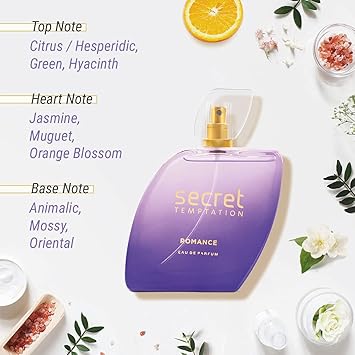 Top Note
Citrus / Hesperidic,
Green, Hyacinth
Heart Note
Jasmine,
Muguet,
Orange Blossom
Base Note
Animalic,
Mossy,
Oriental
secret
TEMPTATION
ROMANCE
EAU DE PARFUM